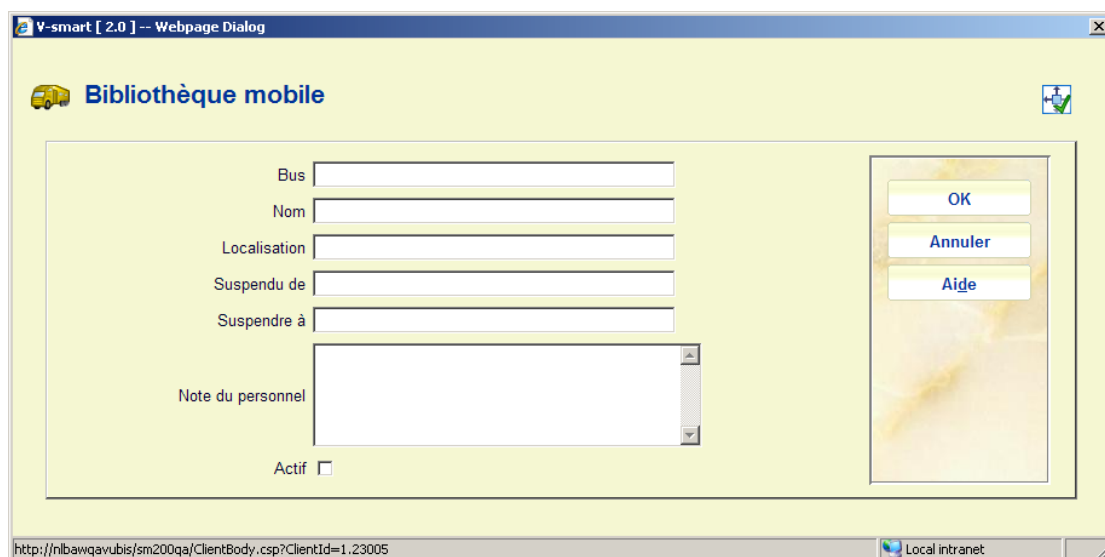 V-smart [ 2.0 ] -- Webpage Dialog
Bibliothèque mobile
Bus
Nom
Localisation
Suspendu de
Suspendre à
Note du personnel
Actif
OK
Annuler
Aide
http://nlbawqavubis/sm200qa/ClientBody.csp?ClientId=1.23005
Local intranet